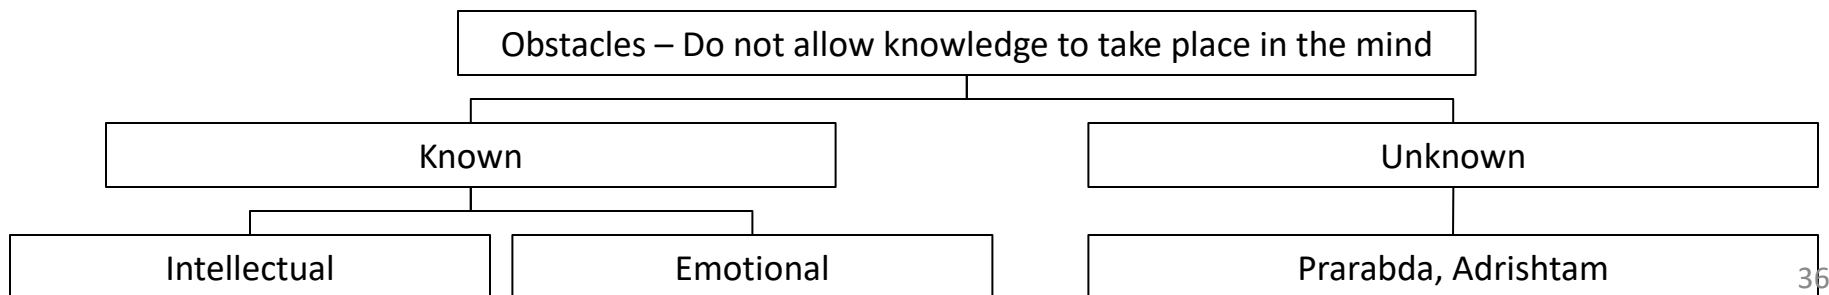 Obstacles – Do not allow knowledge to take place in the mind
Known
Unknown
Intellectual
Emotional
Prarabda, Adrishtam
36